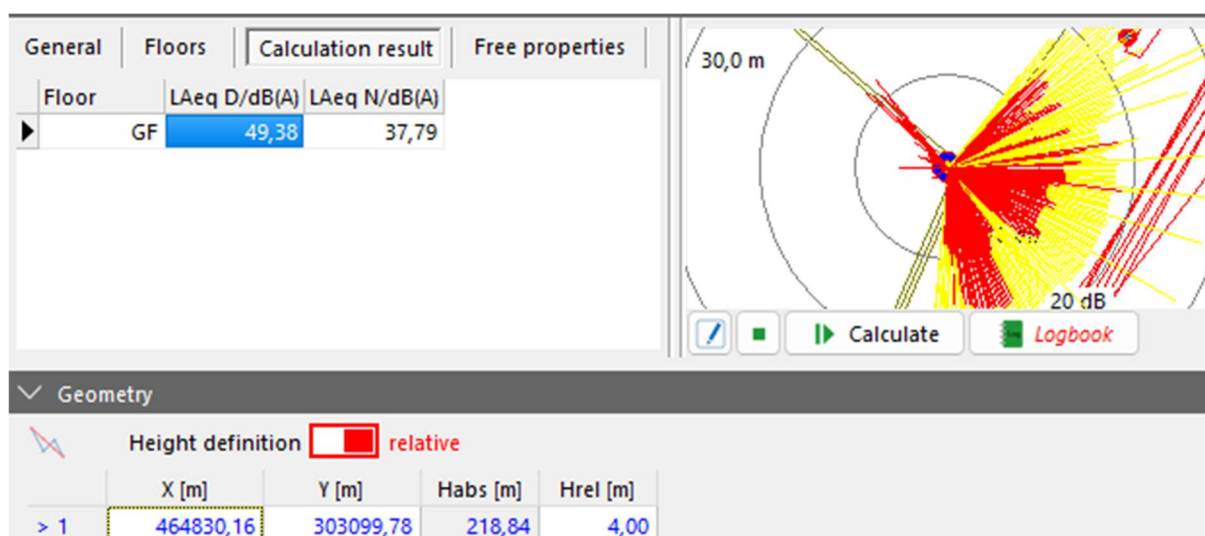 General Floors Calculation result Free properties
Floor LAeq D/dB(A) LAeq N/dB(A)
GF 49,38 37,79
30,0 m
20 dB
Calculate Logbook
Geometry
Height definition relative
X [m] Y [m] Habs [m] Hrel [m]
> 1 464830,16 303099,78 218,84 4,00